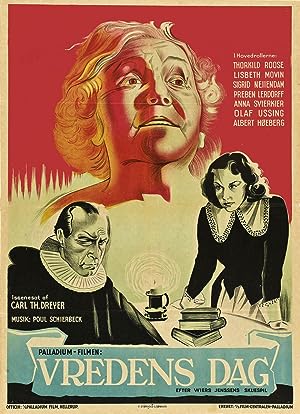 I Hovedrollerne:
THORKILD ROOSE
LISBETH MOVIN
SIGRID NEIIENDAM
PREBEN LERDORFF
ANNA SVIERKIER
OLAF USSING
ALBERT HØEBERG
Iscenesat af
CARL TH. DREYER
MUSIK: POUL SCHIERBECK
PALLADIUM - FILMEN:
VREDENS DAG
EFTER WIERS JENSSENS SKUESPIL